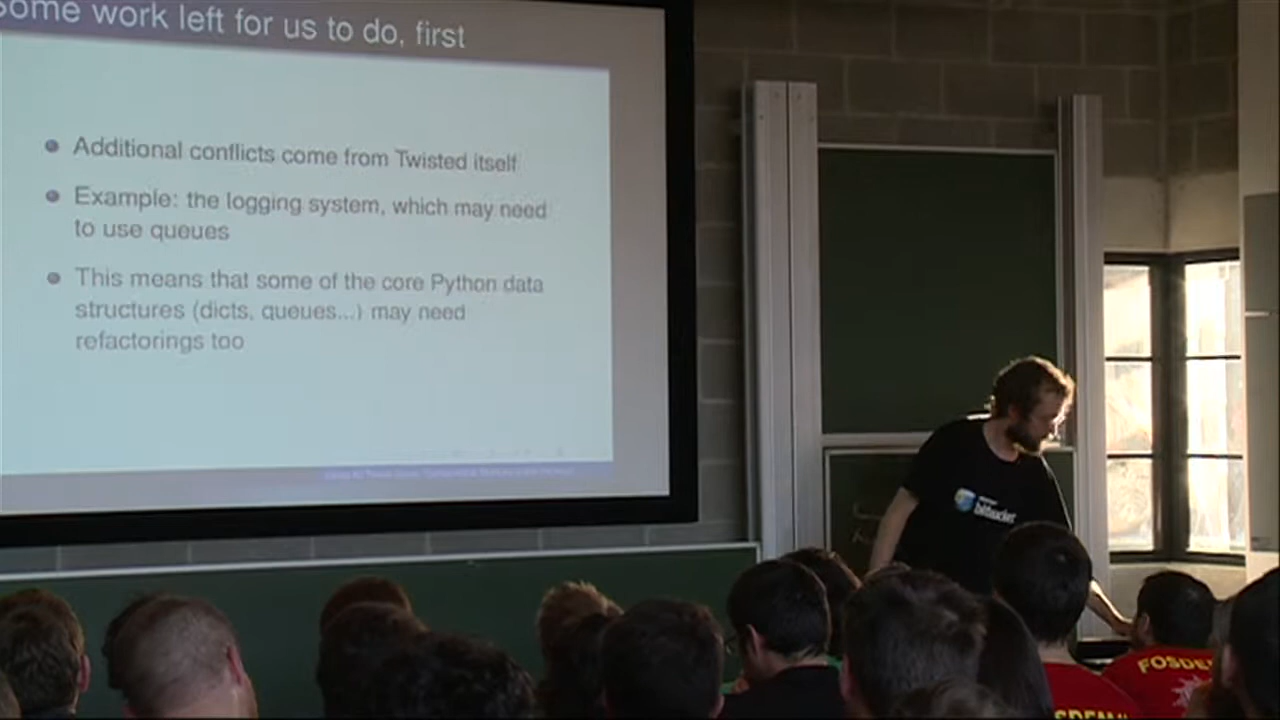 Some work left for us to do, first
Additional conflicts come from Twisted itself
Example: the logging system, which may need
to use queues
This means that some of the core Python data
structures (dicts, queues...) may need
refactorings too
bitbucket
FOSDEM